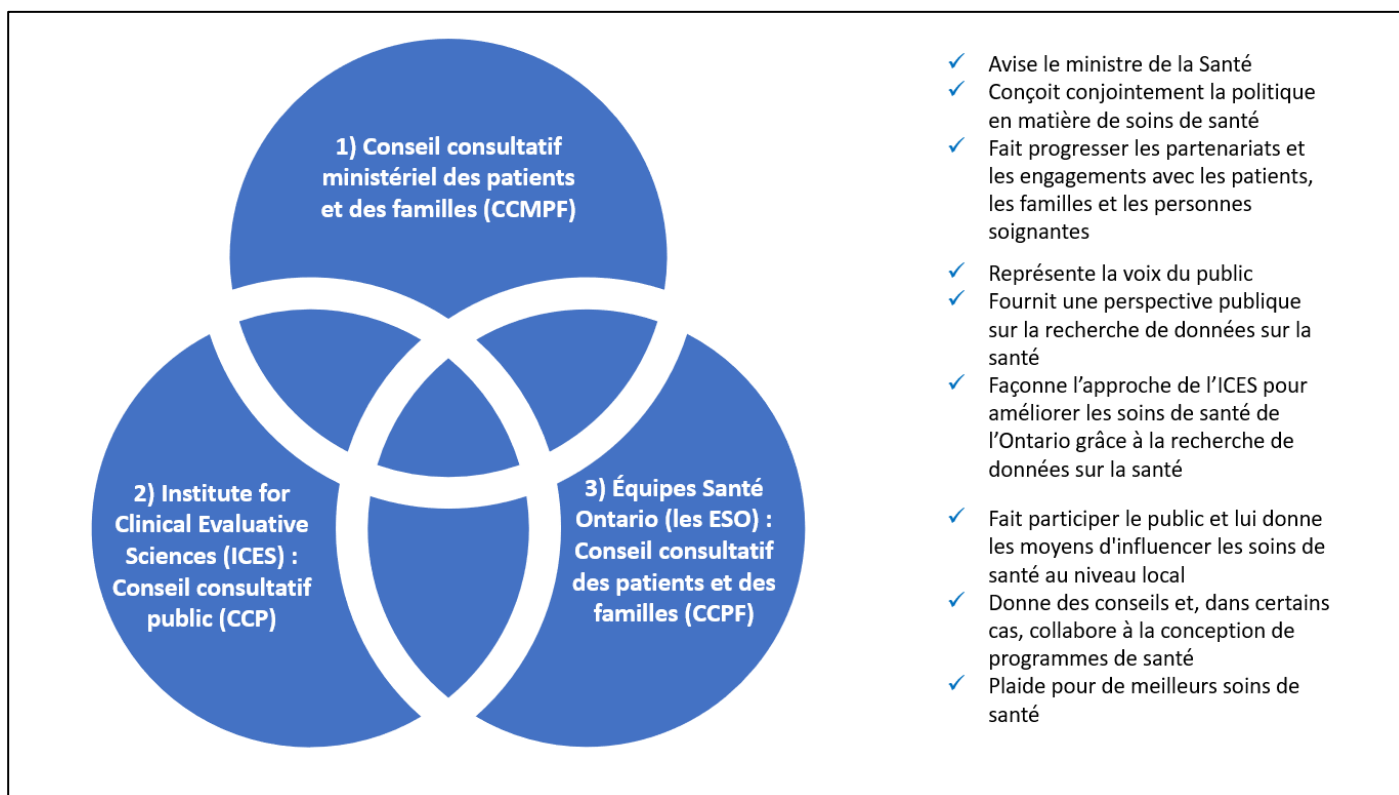 1) Conseil consultatif
ministériel des patients
et des familles (CCMPF)
2) Institute for
Clinical Evaluative
Sciences (ICES) :
Conseil consultatif
public (CCP)
3) Équipes Santé
Ontario (les ESO) :
Conseil consultatif
des patients et des
familles (CCPF)
✓ Avise le ministre de la Santé
✓ Conçoit conjointement la politique
en matière de soins de santé
✓ Fait progresser les partenariats et
les engagements avec les patients,
les familles et les personnes
soignantes
✓ Représente la voix du public
✓ Fournit une perspective publique
sur la recherche de données sur la
santé
✓ Façonne l’approche de l’ICES pour
améliorer les soins de santé de
l’Ontario grâce à la recherche de
données sur la santé
✓ Fait participer le public et lui donne
les moyens d'influencer les soins de
santé au niveau local
✓ Donne des conseils et, dans certains
cas, collabore à la conception de
programmes de santé
✓ Plaide pour de meilleurs soins de
santé